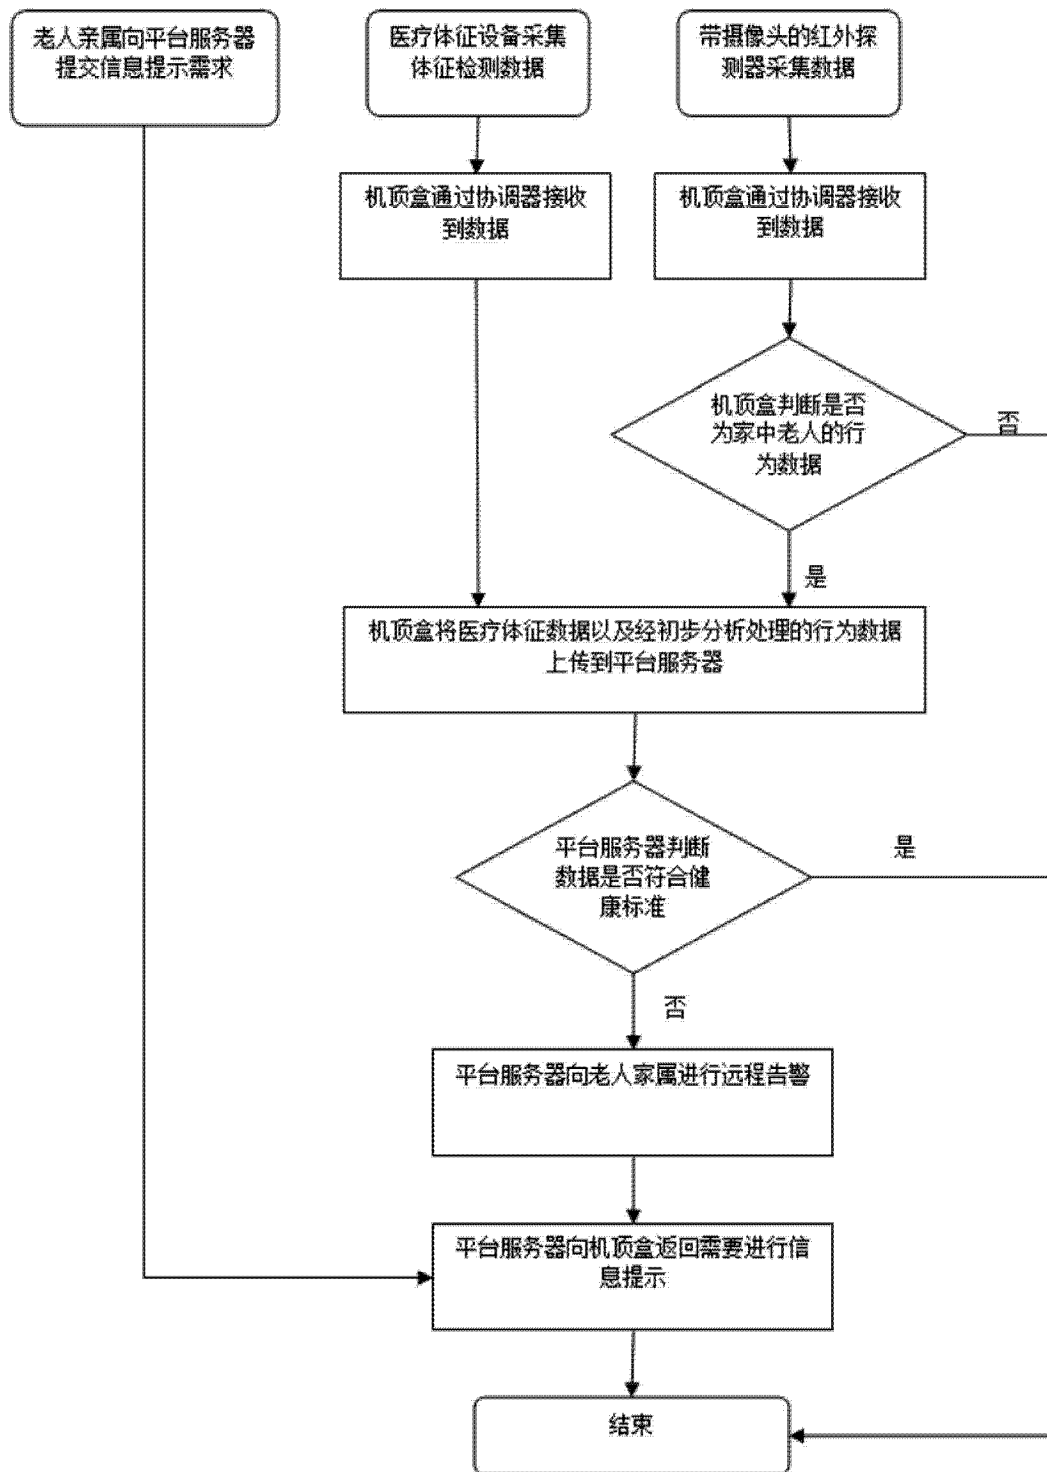 老人亲属向平台服务器
提交信息提示需求
医疗体征设备采集
体征检测数据
带摄像头的红外探
测器采集数据
机顶盒通过协调器接收
到数据
机顶盒通过协调器接收
到数据
机顶盒判断是否
为家中老人的行
为数据
否
是
机顶盒将医疗体征数据以及经初步分析处理的行为数据
上传到平台服务器
平台服务器判断
数据是否符合健
康标准
是
否
平台服务器向老人家属进行远程告警
平台服务器向机顶盒返回需要进行信
息提示
结束